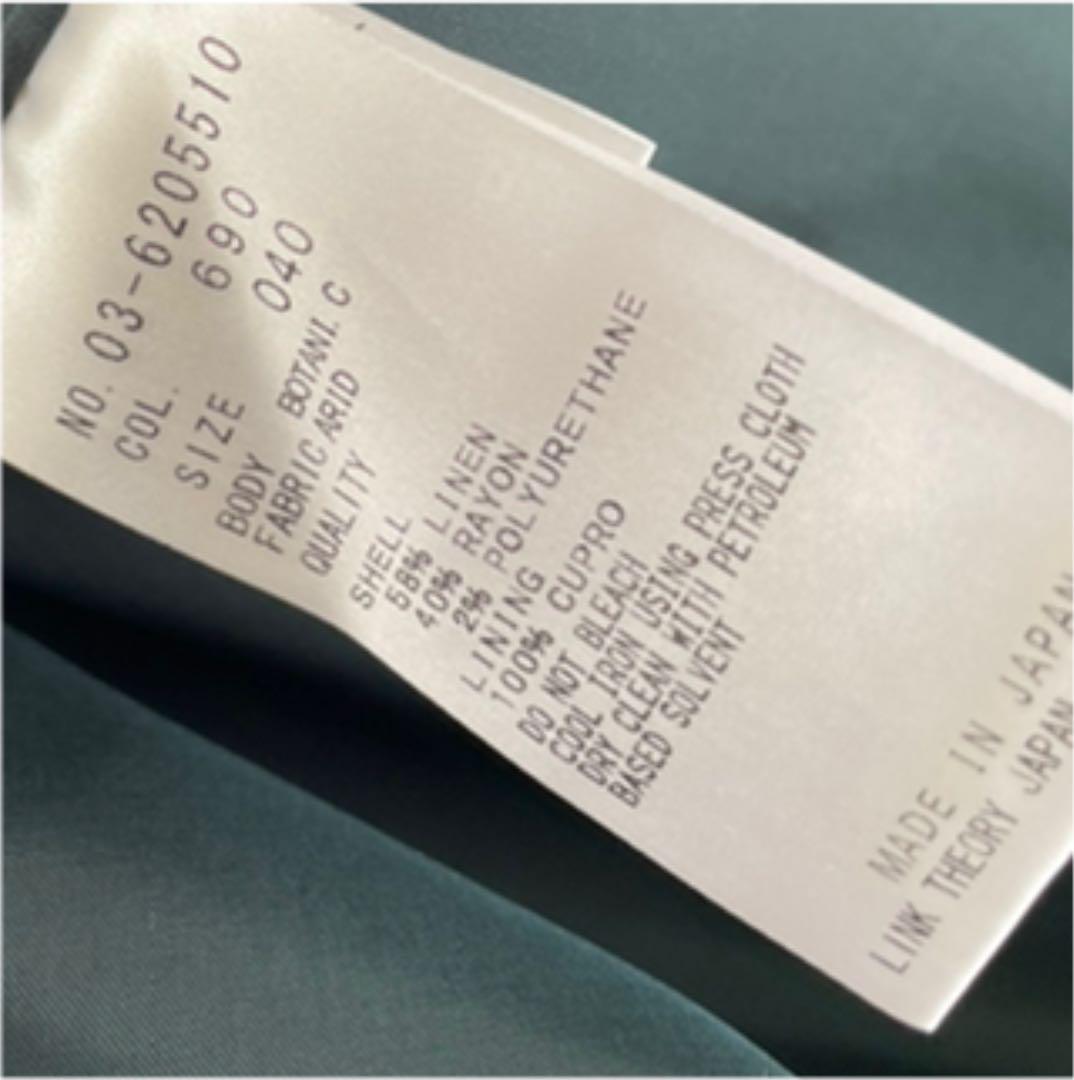 NO. 03-6205510
COL. 690
SIZE 040
BODY BOTANI. C
FABRIC ARID
QUALITY
SHELL
58% LINEN
40% RAYON
2% POLYURETHANE
LINING
100% CUPRO
DO NOT BLEACH
COOL IRON USING PRESS CLOTH
DRY CLEAN WITH PETROLEUM
BASED SOLVENT
MADE IN JAPAN
LINK THEORY JAPAN